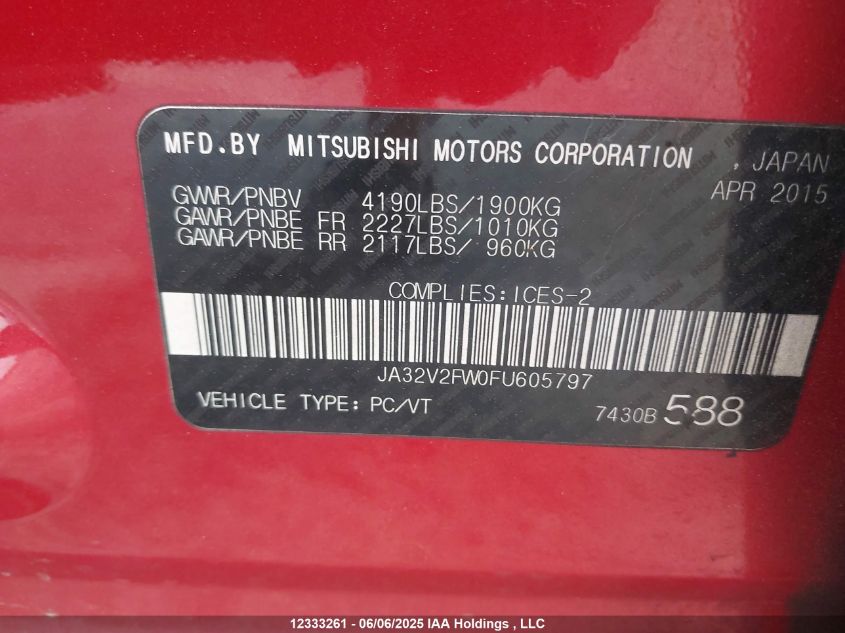 MFD.BY MITSUBISHI MOTORS CORPORATION , JAPAN
APR 2015
GVWR/PNBV 4190LBS/1900KG
GAWR/PNBE FR 2227LBS/1010KG
GAWR/PNBE RR 2117LBS/ 960KG
COMPLIES:ICES-2
JA32V2FW0FU605797
VEHICLE TYPE: PC/VT 7430B 588
12333261 - 06/06/2025 IAA Holdings , LLC